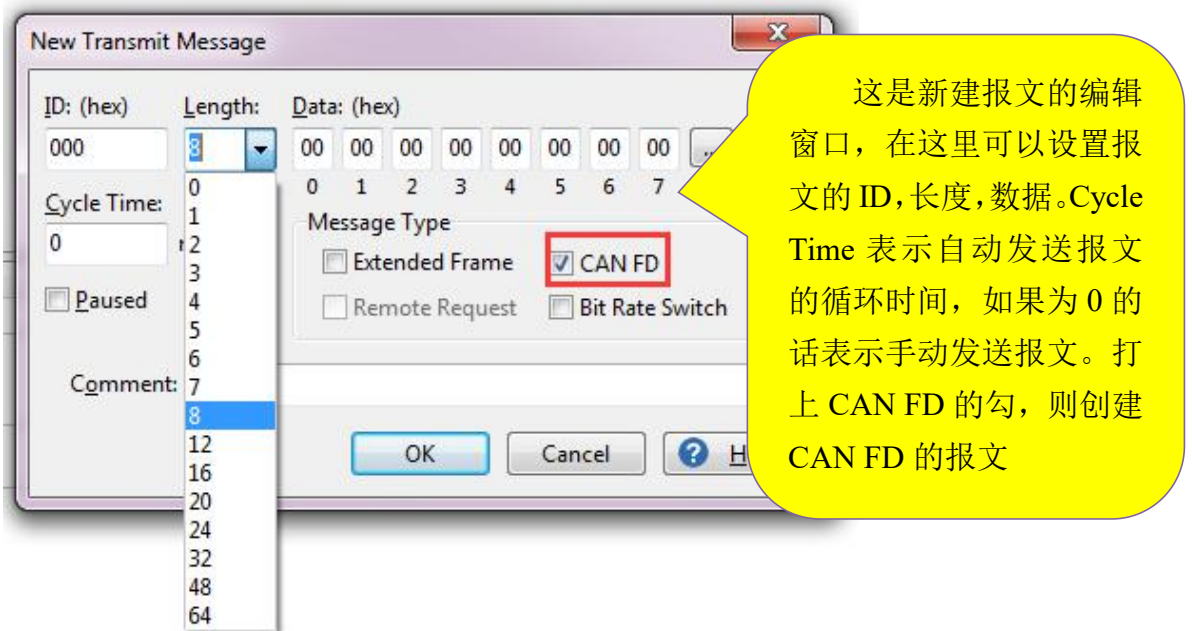 New Transmit Message
ID: (hex) Length: Data: (hex)
000 8 00 00 00 00 00 00 00 00 ...
0 1 2 3 4 5 6 7
Cycle Time:
0
Message Type
Extended Frame CAN FD
Paused
Remote Request Bit Rate Switch
Comment:
0
1
2
3
4
5
6
7
8
12
16
20
24
32
48
64
OK Cancel
这是新建报文的编辑
窗口，在这里可以设置报
文的 ID，长度，数据。Cycle
Time 表示自动发送报文
的循环时间，如果为 0 的
话表示手动发送报文。打
上 CAN FD 的勾，则创建
CAN FD 的报文